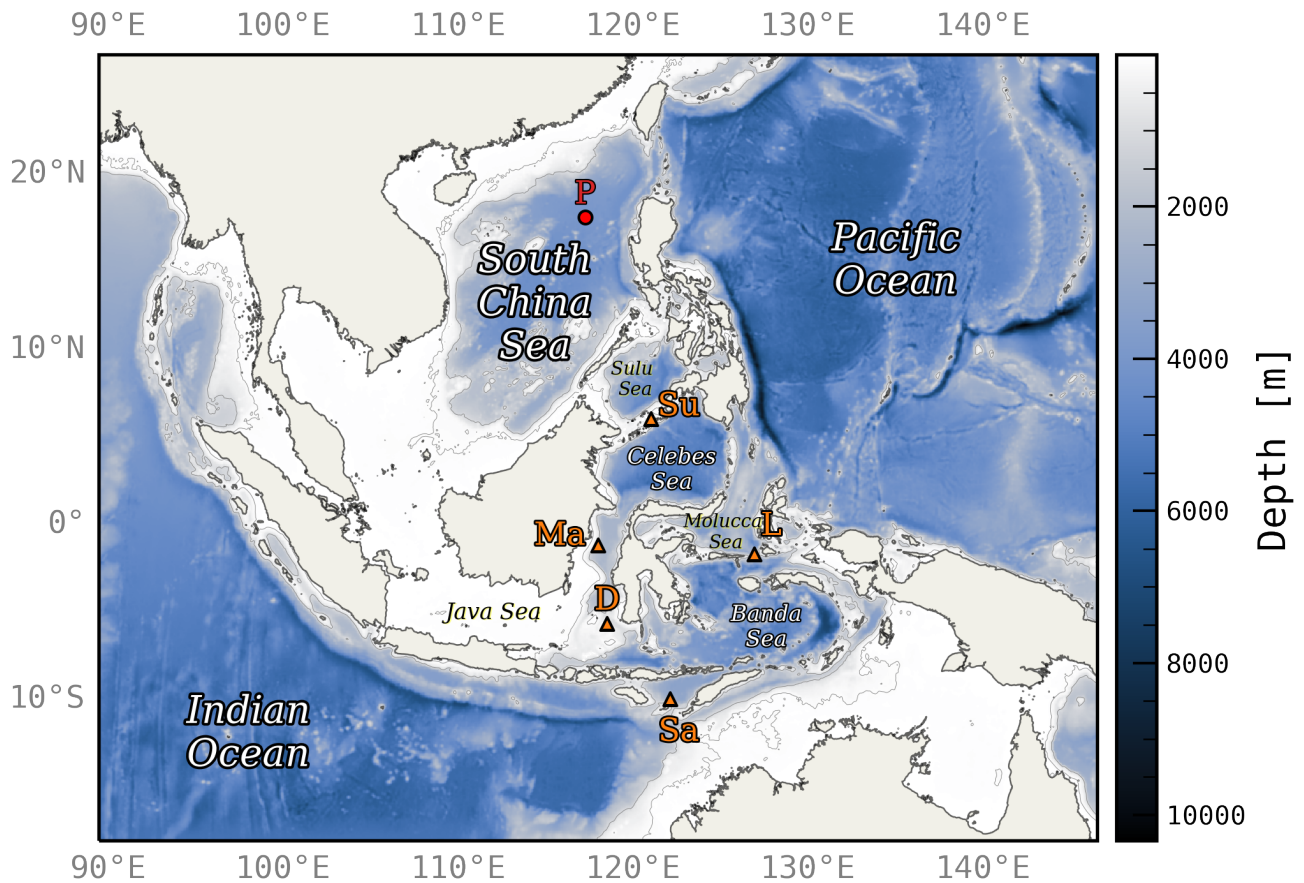 90°E 100°E 110°E 120°E 130°E 140°E
20°N
10°N
0°
10°S
P
South
China
Sea
Pacific
Ocean
Sulu
Sea
Su
Celebes
Sea
Ma
Molucca
Sea
L
D
Java Sea
Banda
Sea
Sa
Indian
Ocean
90°E 100°E 110°E 120°E 130°E 140°E
2000
4000
6000
8000
10000
Depth [m]